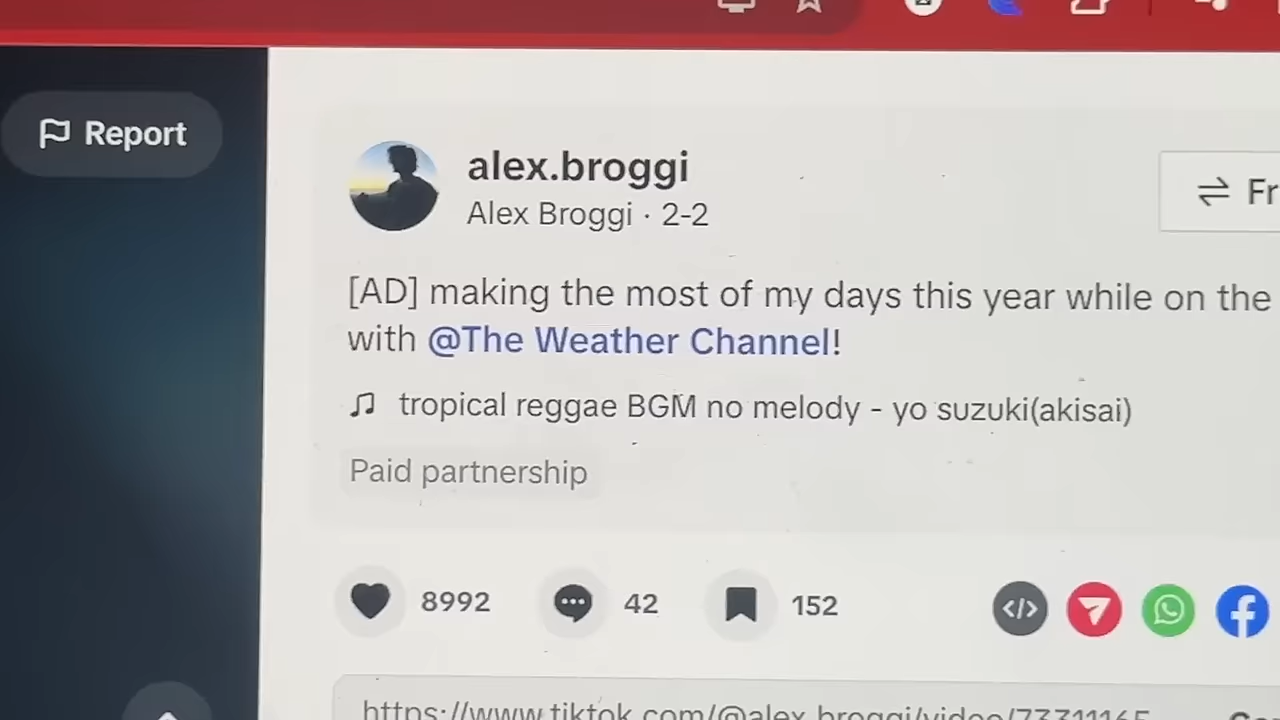 Report
alex.broggi
Alex Broggi · 2-2
Fr
[AD] making the most of my days this year while on the
with @The Weather Channel!
tropical reggae BGM no melody - yo suzuki(akisai)
Paid partnership
8992
42
152